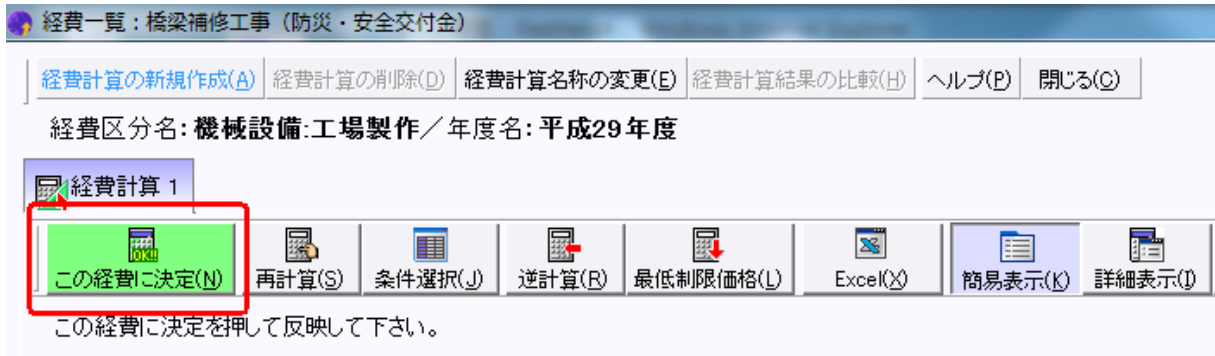 経費一覧：橋梁補修工事（防災・安全交付金）
経費計算の新規作成(A) 経費計算の削除(D) 経費計算名称の変更(E) 経費計算結果の比較(H) ヘルプ(P) 閉じる(C)
経費区分名：機械設備:工場製作／年度名：平成29年度
経費計算 1
OK!!
この経費に決定(N) 再計算(S) 条件選択(J) 逆計算(R) 最低制限価格(L) Excel(X) 簡易表示(K) 詳細表示(I)
この経費に決定を押して反映して下さい。